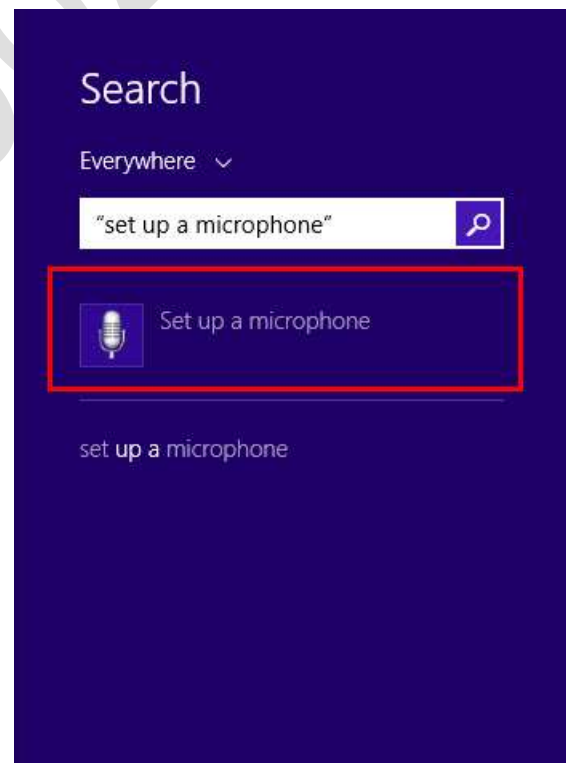 Search
Everywhere
“set up a microphone”
Set up a microphone
set up a microphone